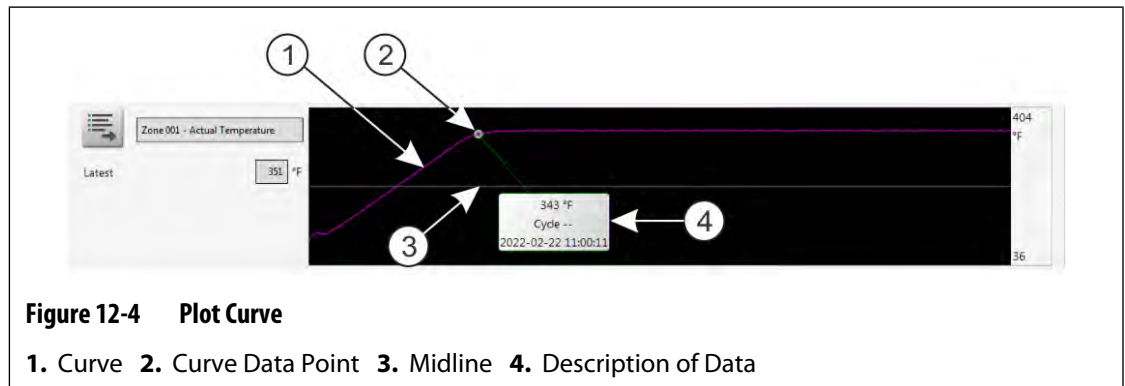 1
2
Zone 001 - Actual Temperature
404
°F
Latest
351 °F
343 °F
Cycle --
2022-02-22 11:00:11
3
4
36
Figure 12-4 Plot Curve
1. Curve 2. Curve Data Point 3. Midline 4. Description of Data